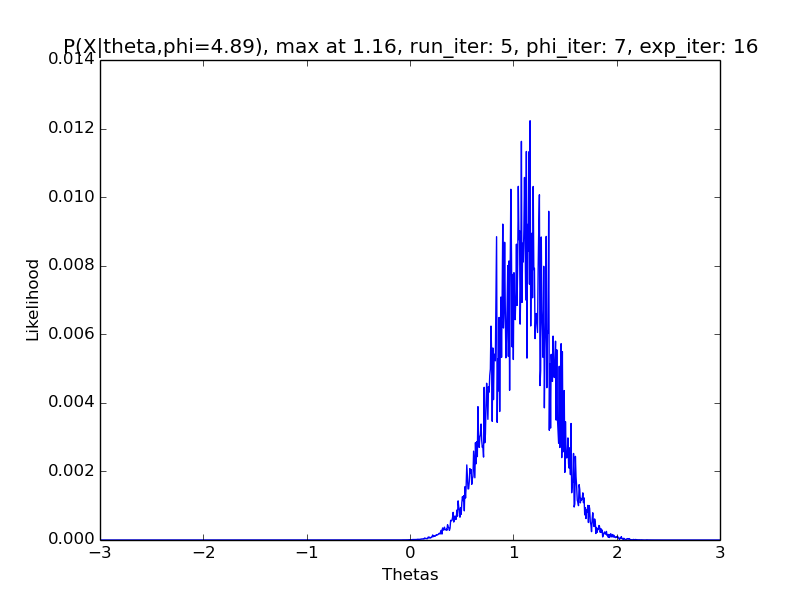 P(X|theta,phi=4.89), max at 1.16, run_iter: 5, phi_iter: 7, exp_iter: 16
0.014
0.012
0.010
0.008
0.006
0.004
0.002
0.000
Likelihood
−3 −2 −1 0 1 2 3
Thetas